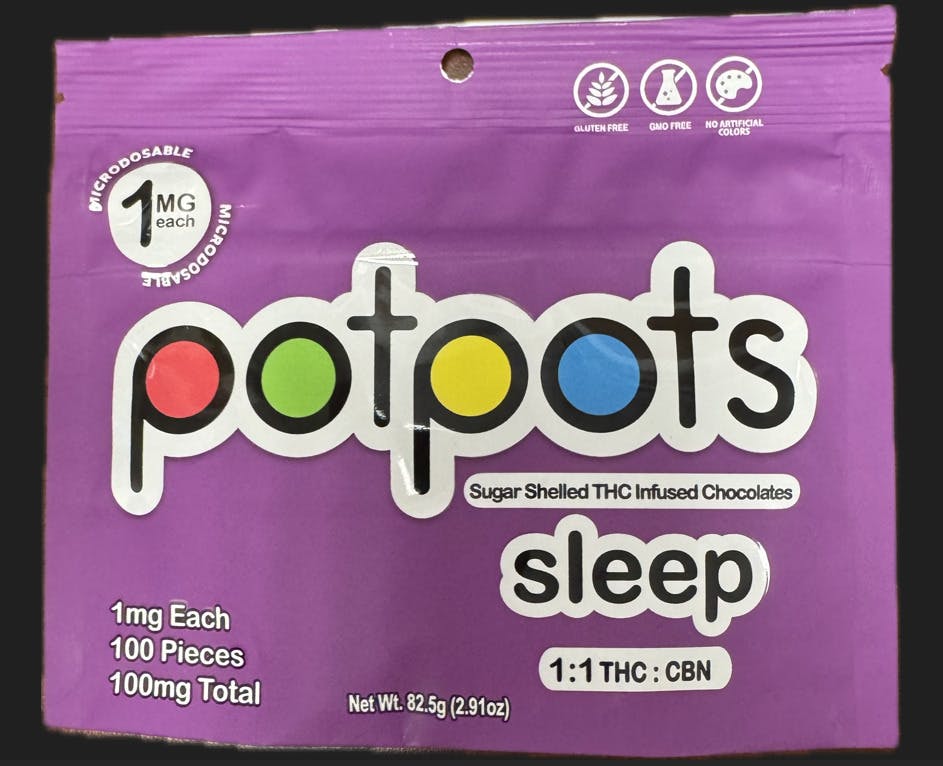 GLUTEN FREE
GMO FREE
NO ARTIFICIAL
COLORS
MICRODOSABLE
1 MG
each
MICRODOSABLE
MICRODOSABLE
potpots
Sugar Shelled THC Infused Chocolates
sleep
1:1 THC : CBN
1mg Each
100 Pieces
100mg Total
Net Wt. 82.5g (2.91oz)